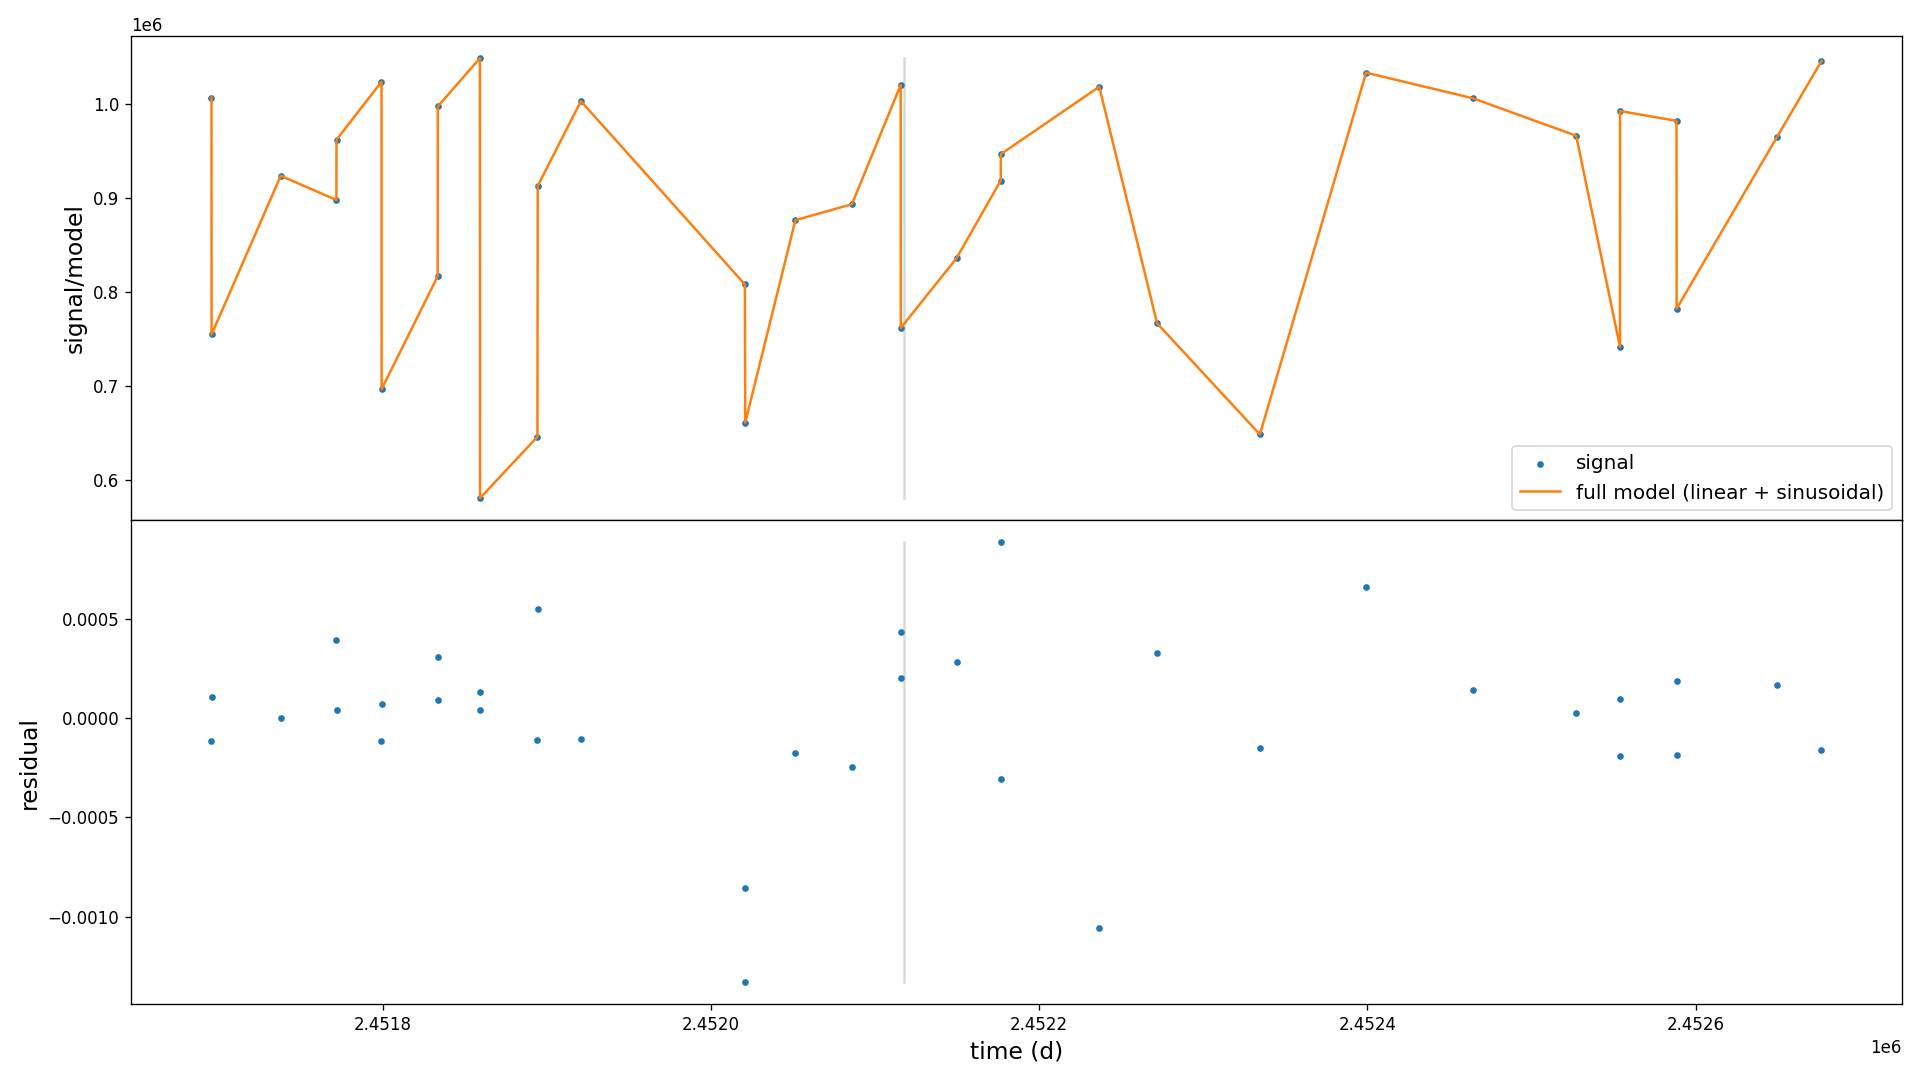 1e6
1.0
0.9
0.8
0.7
0.6
signal/model
signal
full model (linear + sinusoidal)
0.0005
0.0000
−0.0005
−0.0010
residual
2.4518
2.4520
2.4522
2.4524
2.4526
time (d)
1e6